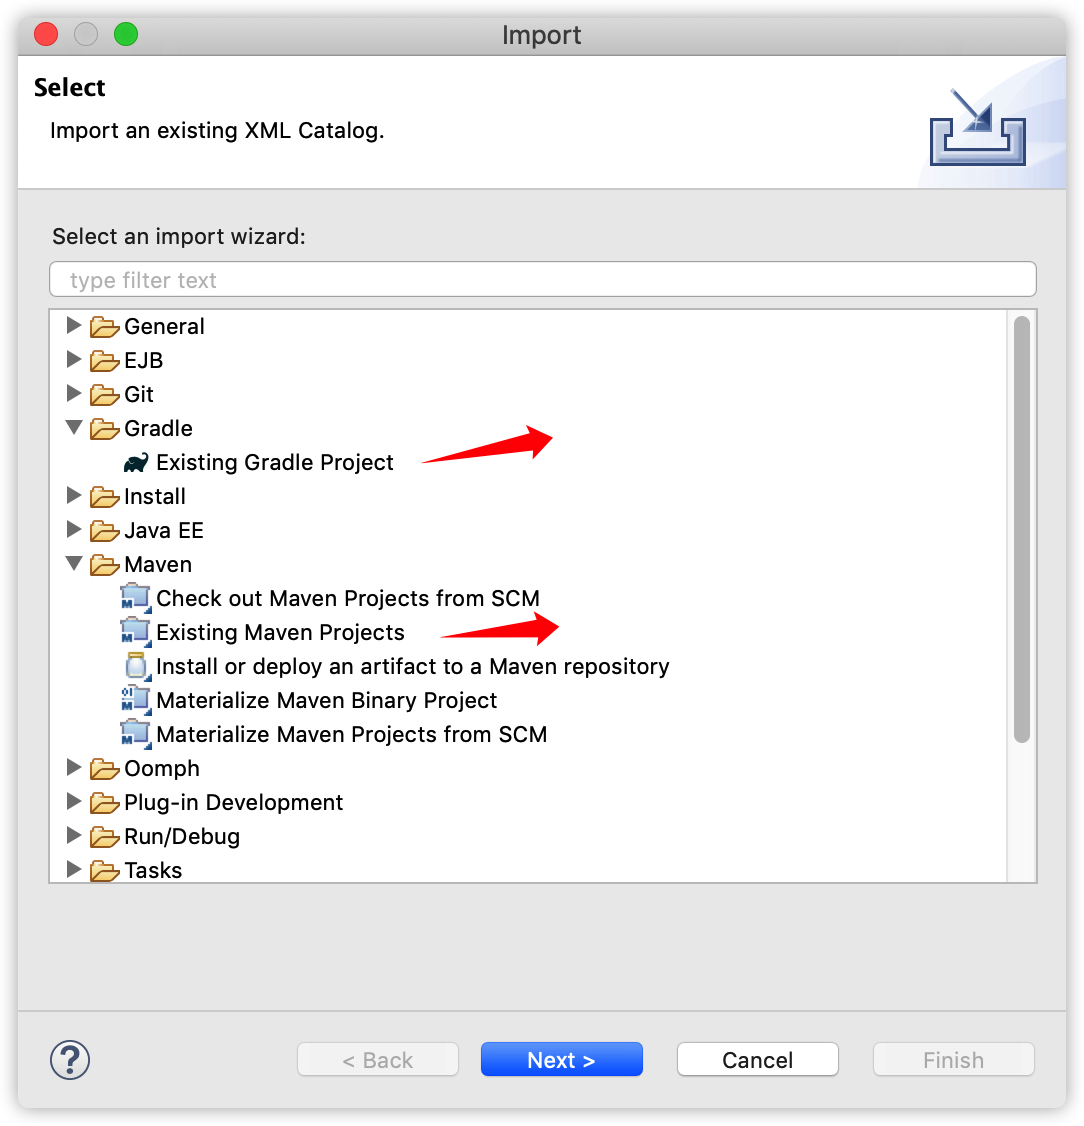 Import
Select
Import an existing XML Catalog.
Select an import wizard:
type filter text
General
EJB
Git
Gradle
Existing Gradle Project
Install
Java EE
Maven
Check out Maven Projects from SCM
Existing Maven Projects
Install or deploy an artifact to a Maven repository
Materialize Maven Binary Project
Materialize Maven Projects from SCM
Oomph
Plug-in Development
Run/Debug
Tasks
? < Back Next > Cancel Finish